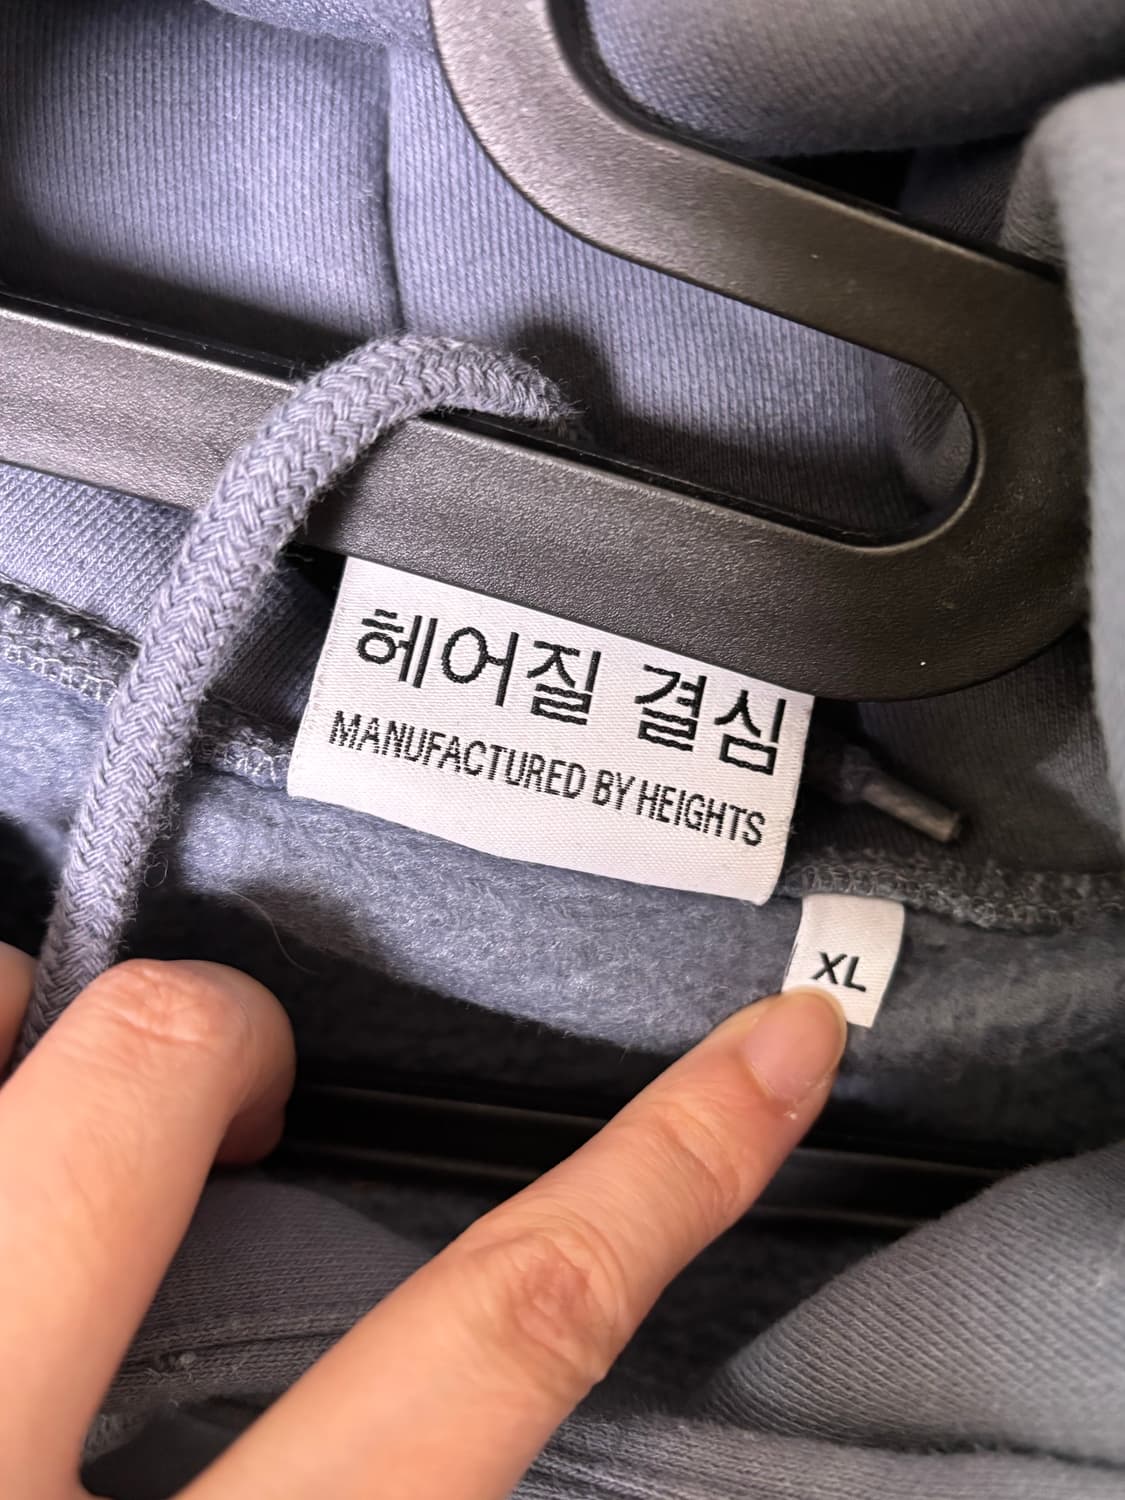 헤어질 결심
MANUFACTURED BY HEIGHTS
XL